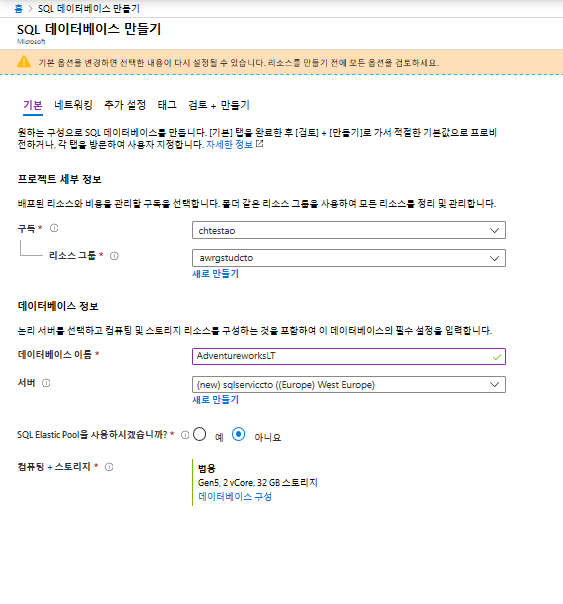 홈 > SQL 데이터베이스 만들기
SQL 데이터베이스 만들기
Microsoft
기본 옵션을 변경하면 선택한 내용이 다시 설정될 수 있습니다. 리소스를 만들기 전에 모든 옵션을 검토하세요.
기본 네트워킹 추가 설정 태그 검토 + 만들기
원하는 구성으로 SQL 데이터베이스를 만듭니다. [기본] 탭을 완료한 후 [검토] + [만들기]로 가서 적절한 기본값으로 프로비
전하거나, 각 탭을 방문하여 사용자 지정합니다. 자세한 정보
프로젝트 세부 정보
배포된 리소스와 비용을 관리할 구독을 선택합니다. 폴더 같은 리소스 그룹을 사용하여 모든 리소스를 정리 및 관리합니다.
구독 *
chtestao
리소스 그룹 *
awrgstudcto
새로 만들기
데이터베이스 정보
논리 서버를 선택하고 컴퓨팅 및 스토리지 리소스를 구성하는 것을 포함하여 이 데이터베이스의 필수 설정을 입력합니다.
데이터베이스 이름 *
AdventureworksLT
서버
(new) sqlserviccto ((Europe) West Europe)
새로 만들기
SQL Elastic Pool을 사용하시겠습니까? *
예 아니요
컴퓨팅 + 스토리지 *
범용
Gen5, 2 vCore, 32 GB 스토리지
데이터베이스 구성